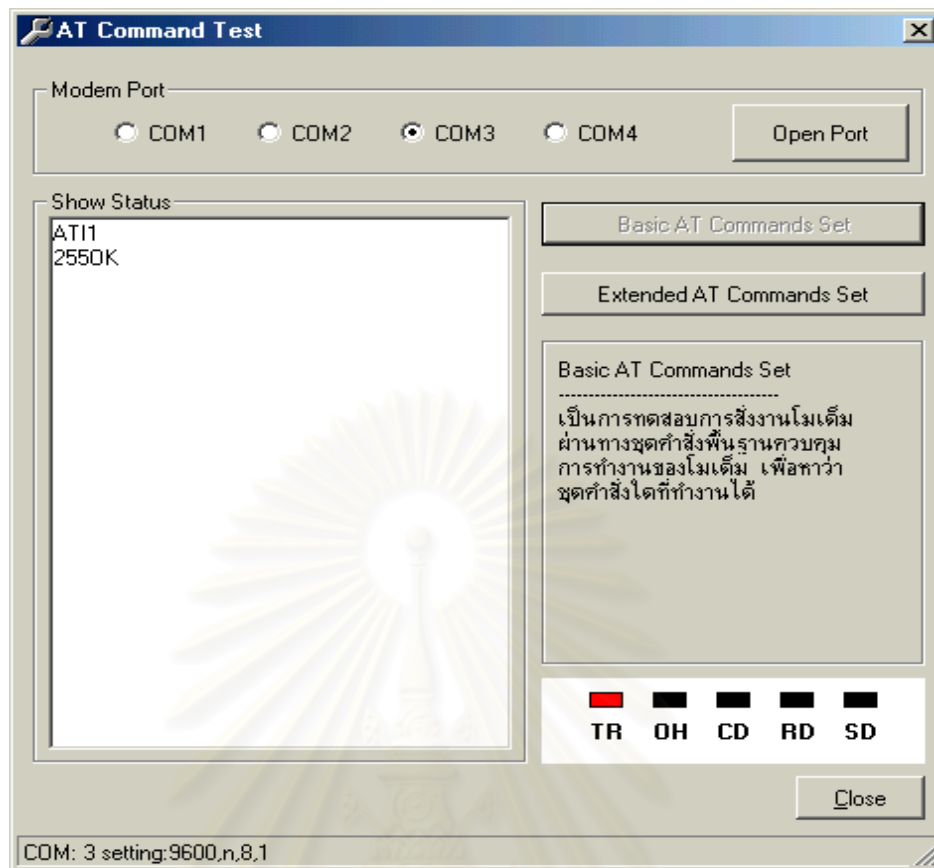 AT Command Test
Modem Port
COM1 COM2 COM3 COM4 Open Port
Show Status
ATI1
255OK
Basic AT Commands Set
Extended AT Commands Set
Basic AT Commands Set
------------------------------------
เป็นการทดสอบการสั่งงานโมเด็ม
ผ่านทางชุดคำสั่งพื้นฐานควบคุม
การทำงานของโมเด็ม เพื่อหาว่า
ชุดคำสั่งใดที่ทำงานได้
TR OH CD RD SD
Close
COM: 3 setting:9600,n,8,1